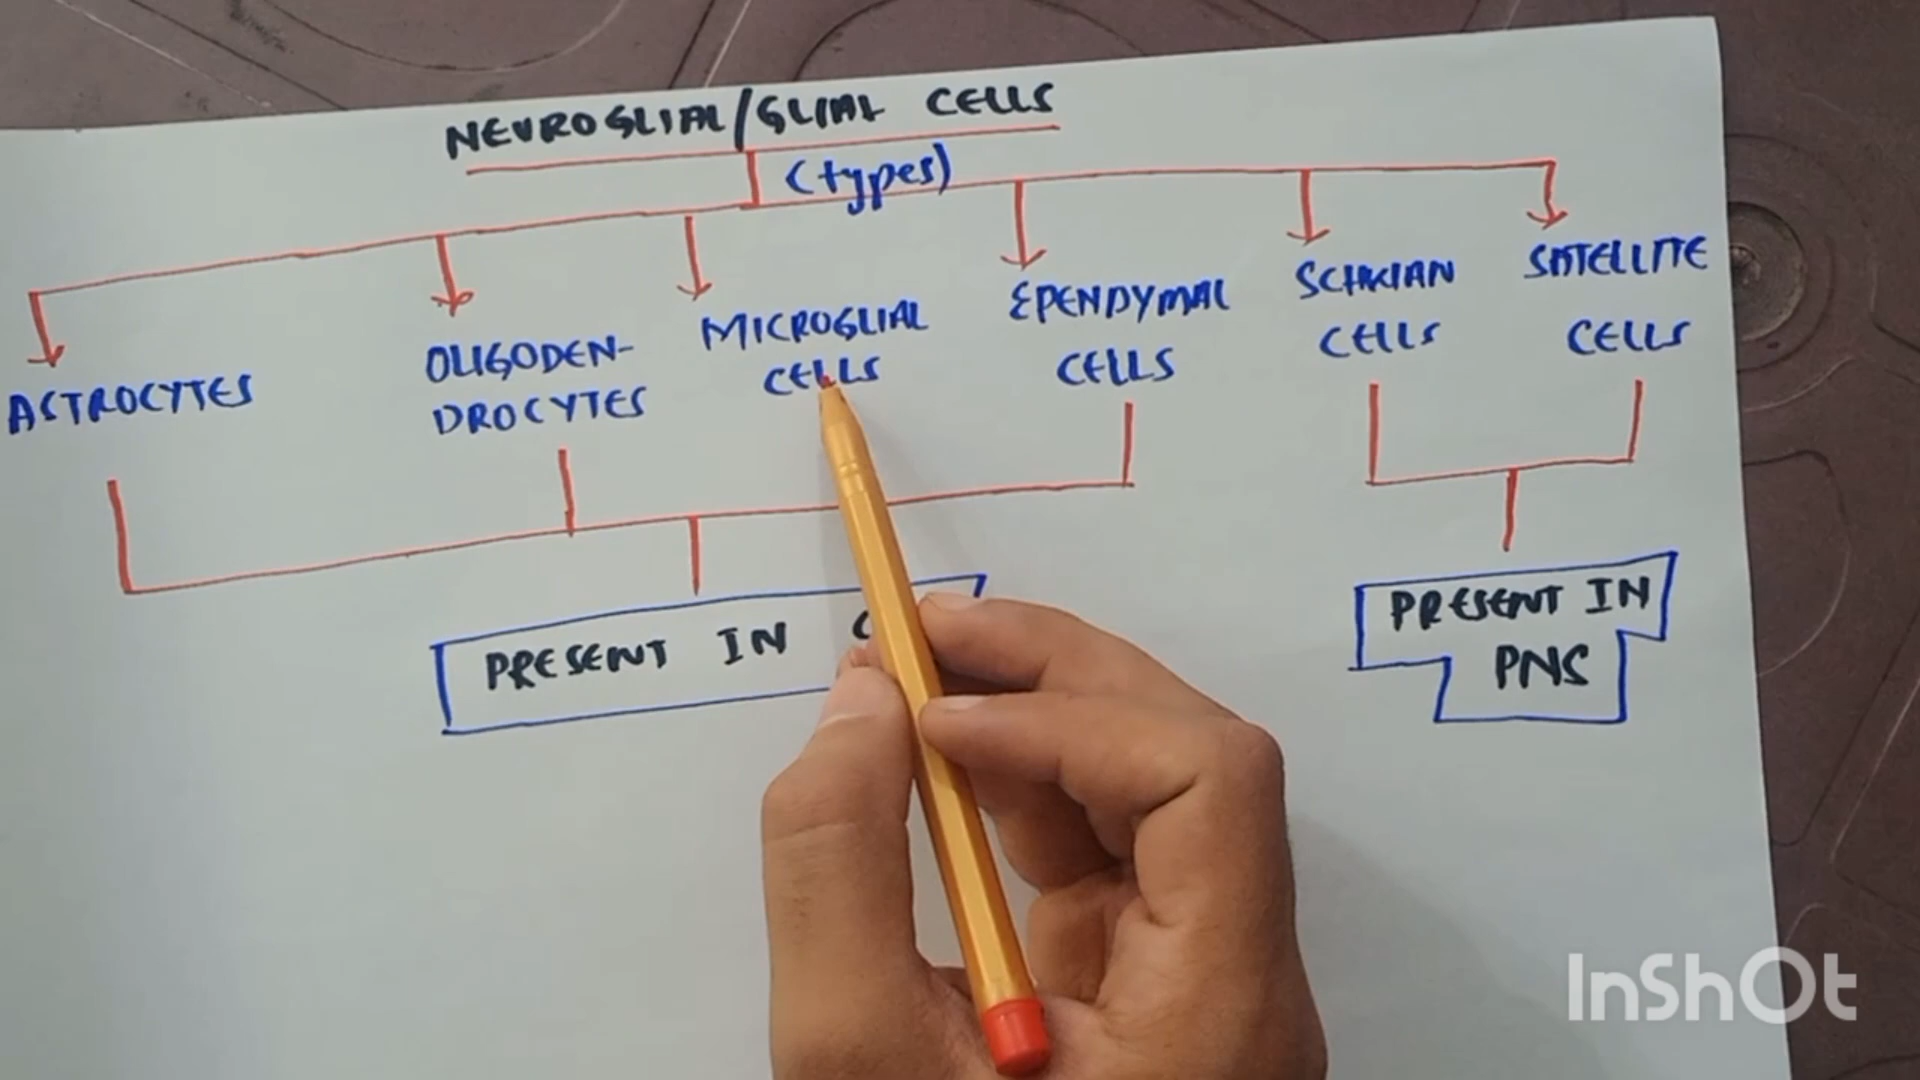 NEUROGLIAL/GLIAL CELLS
(types)
ASTROCYTES
OLIGODEN-
DROCYTES
MICROGLIAL
CELLS
EPENDYMAL
CELLS
CELLS
SATELLITE
CELLS
PRESENT IN
PRESENT IN
PNS
InShOt